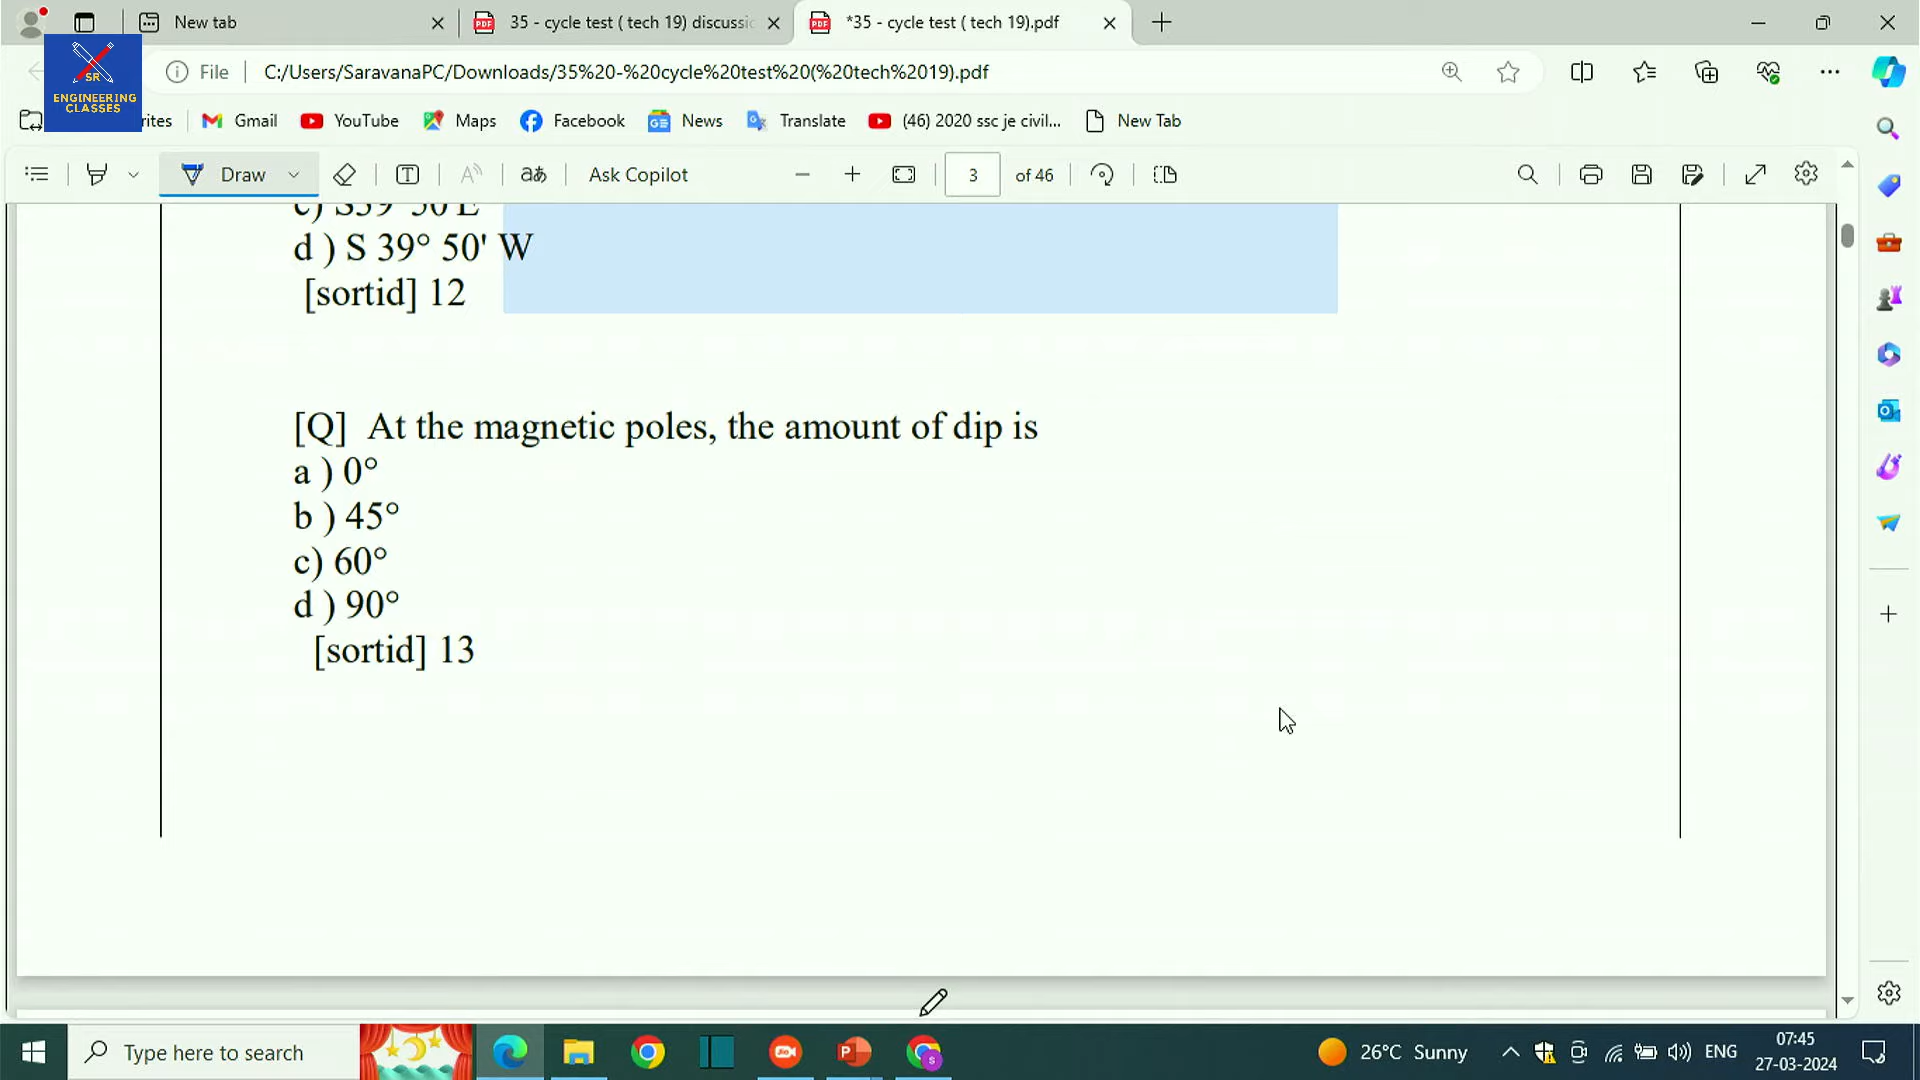 New tab
35 - cycle test ( tech 19) discussi
*35 - cycle test ( tech 19).pdf
SR
ENGINEERING
CLASSES
File
C:/Users/SaravanaPC/Downloads/35%20-%20cycle%20test%20(%20tech%2019).pdf
rites
Gmail
YouTube
Maps
Facebook
News
Translate
(46) 2020 ssc je civil...
New Tab
Draw
Ask Copilot
3
of 46
c) S39°50'E
d ) S 39° 50' W
[sortid] 12
[Q] At the magnetic poles, the amount of dip is
a ) 0°
b ) 45°
c) 60°
d ) 90°
[sortid] 13
Type here to search
26°C Sunny
ENG
07:45
27-03-2024